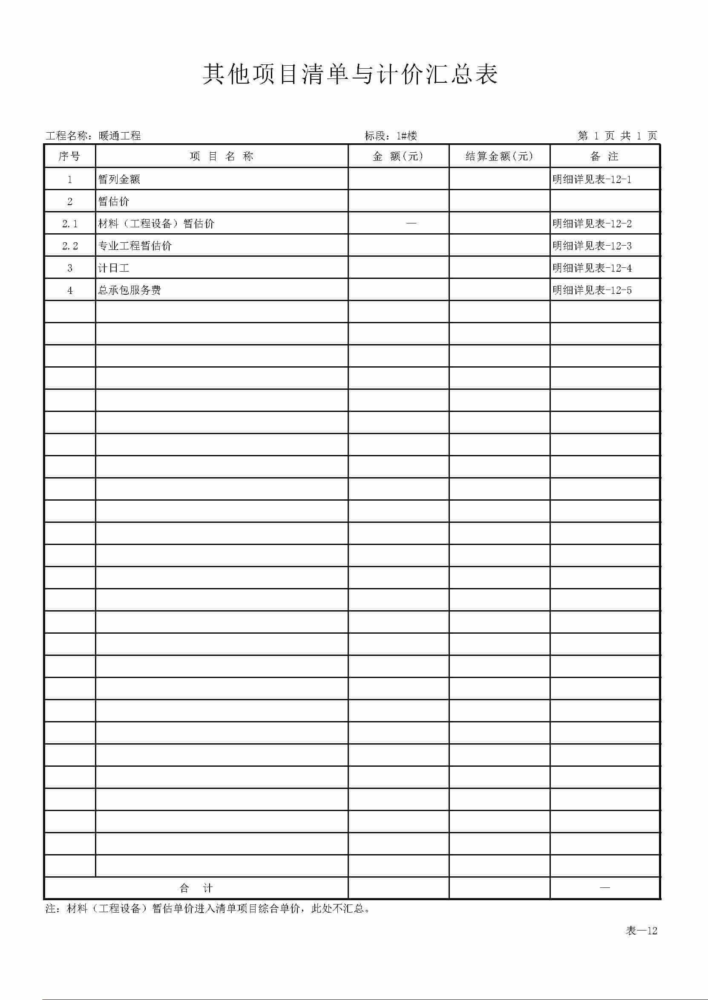 其他项目清单与计价汇总表
工程名称：暖通工程 标段：1#楼 第 1 页 共 1 页
序号 项 目 名 称 金 额(元) 结算金额(元) 备 注
1 暂列金额 明细详见表-12-1
2 暂估价
2.1 材料（工程设备）暂估价 — 明细详见表-12-2
2.2 专业工程暂估价 明细详见表-12-3
3 计日工 明细详见表-12-4
4 总承包服务费 明细详见表-12-5
合 计 —
注：材料（工程设备）暂估单价进入清单项目综合单价，此处不汇总。
表—12